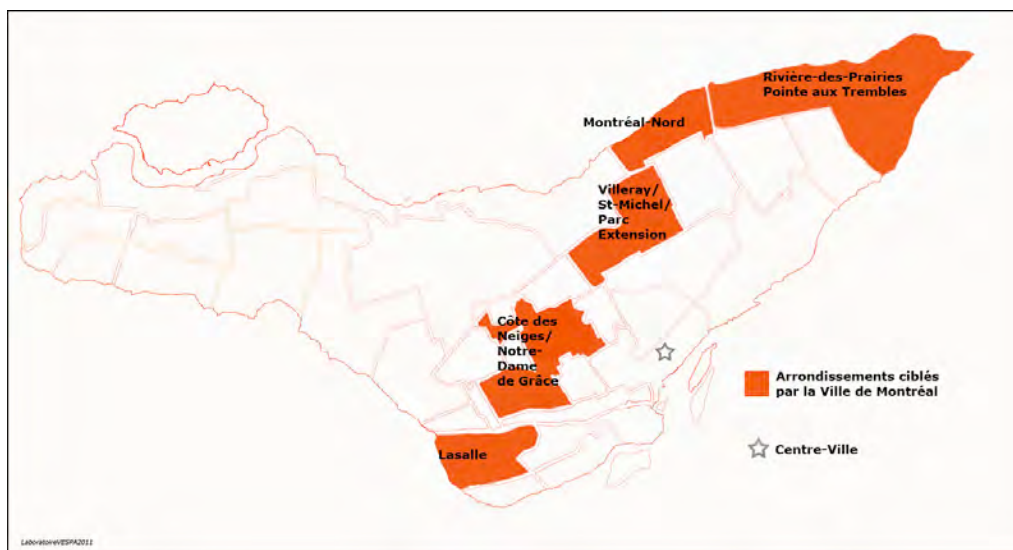 Rivière-des-Prairies
Pointe aux Trembles
Montréal-Nord
Villeray/
St-Michel/
Parc
Extension
Côte des
Neiges/
Notre-
Dame
de Grâce
Arrondissements ciblés
par la Ville de Montréal
Lasalle
Centre-Ville
LaboratoireVESPA2011